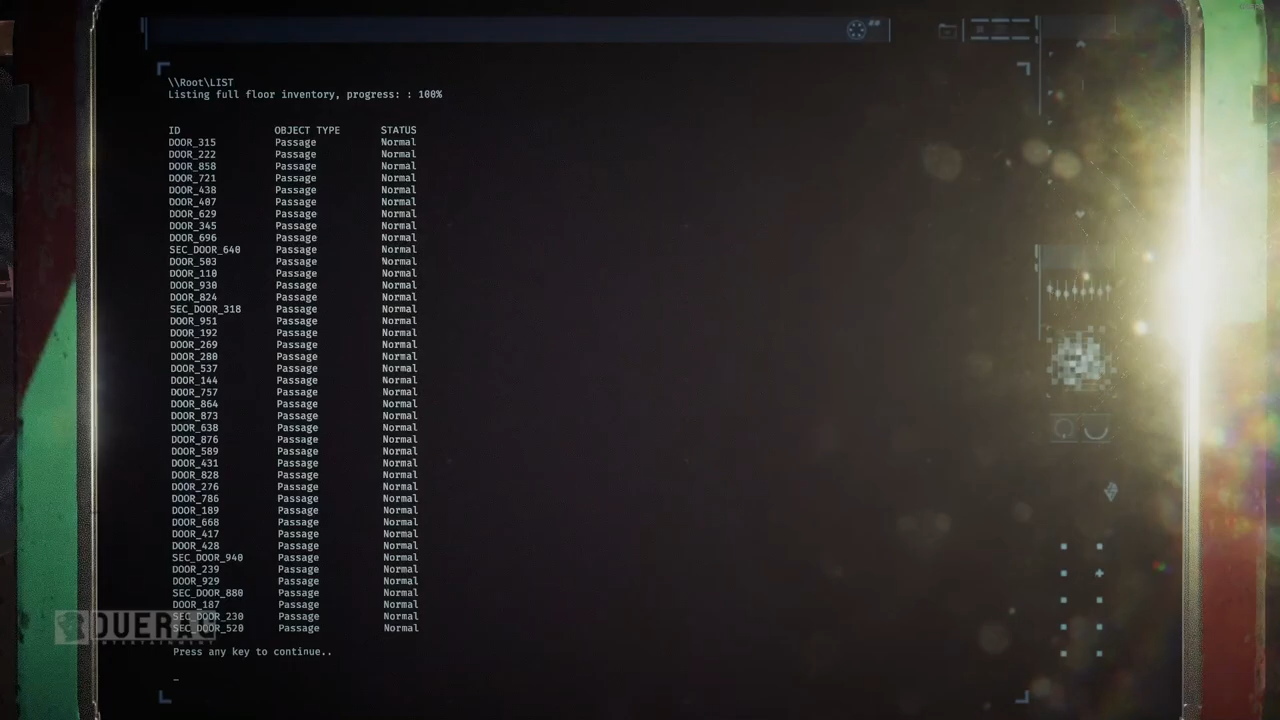 \\Root\LIST
Listing full floor inventory, progress: : 100%
ID OBJECT TYPE STATUS
DOOR_315 Passage Normal
DOOR_222 Passage Normal
DOOR_858 Passage Normal
DOOR_721 Passage Normal
DOOR_438 Passage Normal
DOOR_407 Passage Normal
DOOR_629 Passage Normal
DOOR_345 Passage Normal
DOOR_696 Passage Normal
SEC_DOOR_640 Passage Normal
DOOR_503 Passage Normal
DOOR_110 Passage Normal
DOOR_930 Passage Normal
DOOR_824 Passage Normal
SEC_DOOR_318 Passage Normal
DOOR_951 Passage Normal
DOOR_192 Passage Normal
DOOR_269 Passage Normal
DOOR_280 Passage Normal
DOOR_537 Passage Normal
DOOR_144 Passage Normal
DOOR_757 Passage Normal
DOOR_864 Passage Normal
DOOR_873 Passage Normal
DOOR_638 Passage Normal
DOOR_876 Passage Normal
DOOR_589 Passage Normal
DOOR_431 Passage Normal
DOOR_828 Passage Normal
DOOR_276 Passage Normal
DOOR_786 Passage Normal
DOOR_189 Passage Normal
DOOR_668 Passage Normal
DOOR_417 Passage Normal
DOOR_428 Passage Normal
SEC_DOOR_940 Passage Normal
DOOR_239 Passage Normal
DOOR_929 Passage Normal
SEC_DOOR_880 Passage Normal
DOOR_187 Passage Normal
SEC_DOOR_230 Passage Normal
SEC_DOOR_520 Passage Normal
Press any key to continue..
_